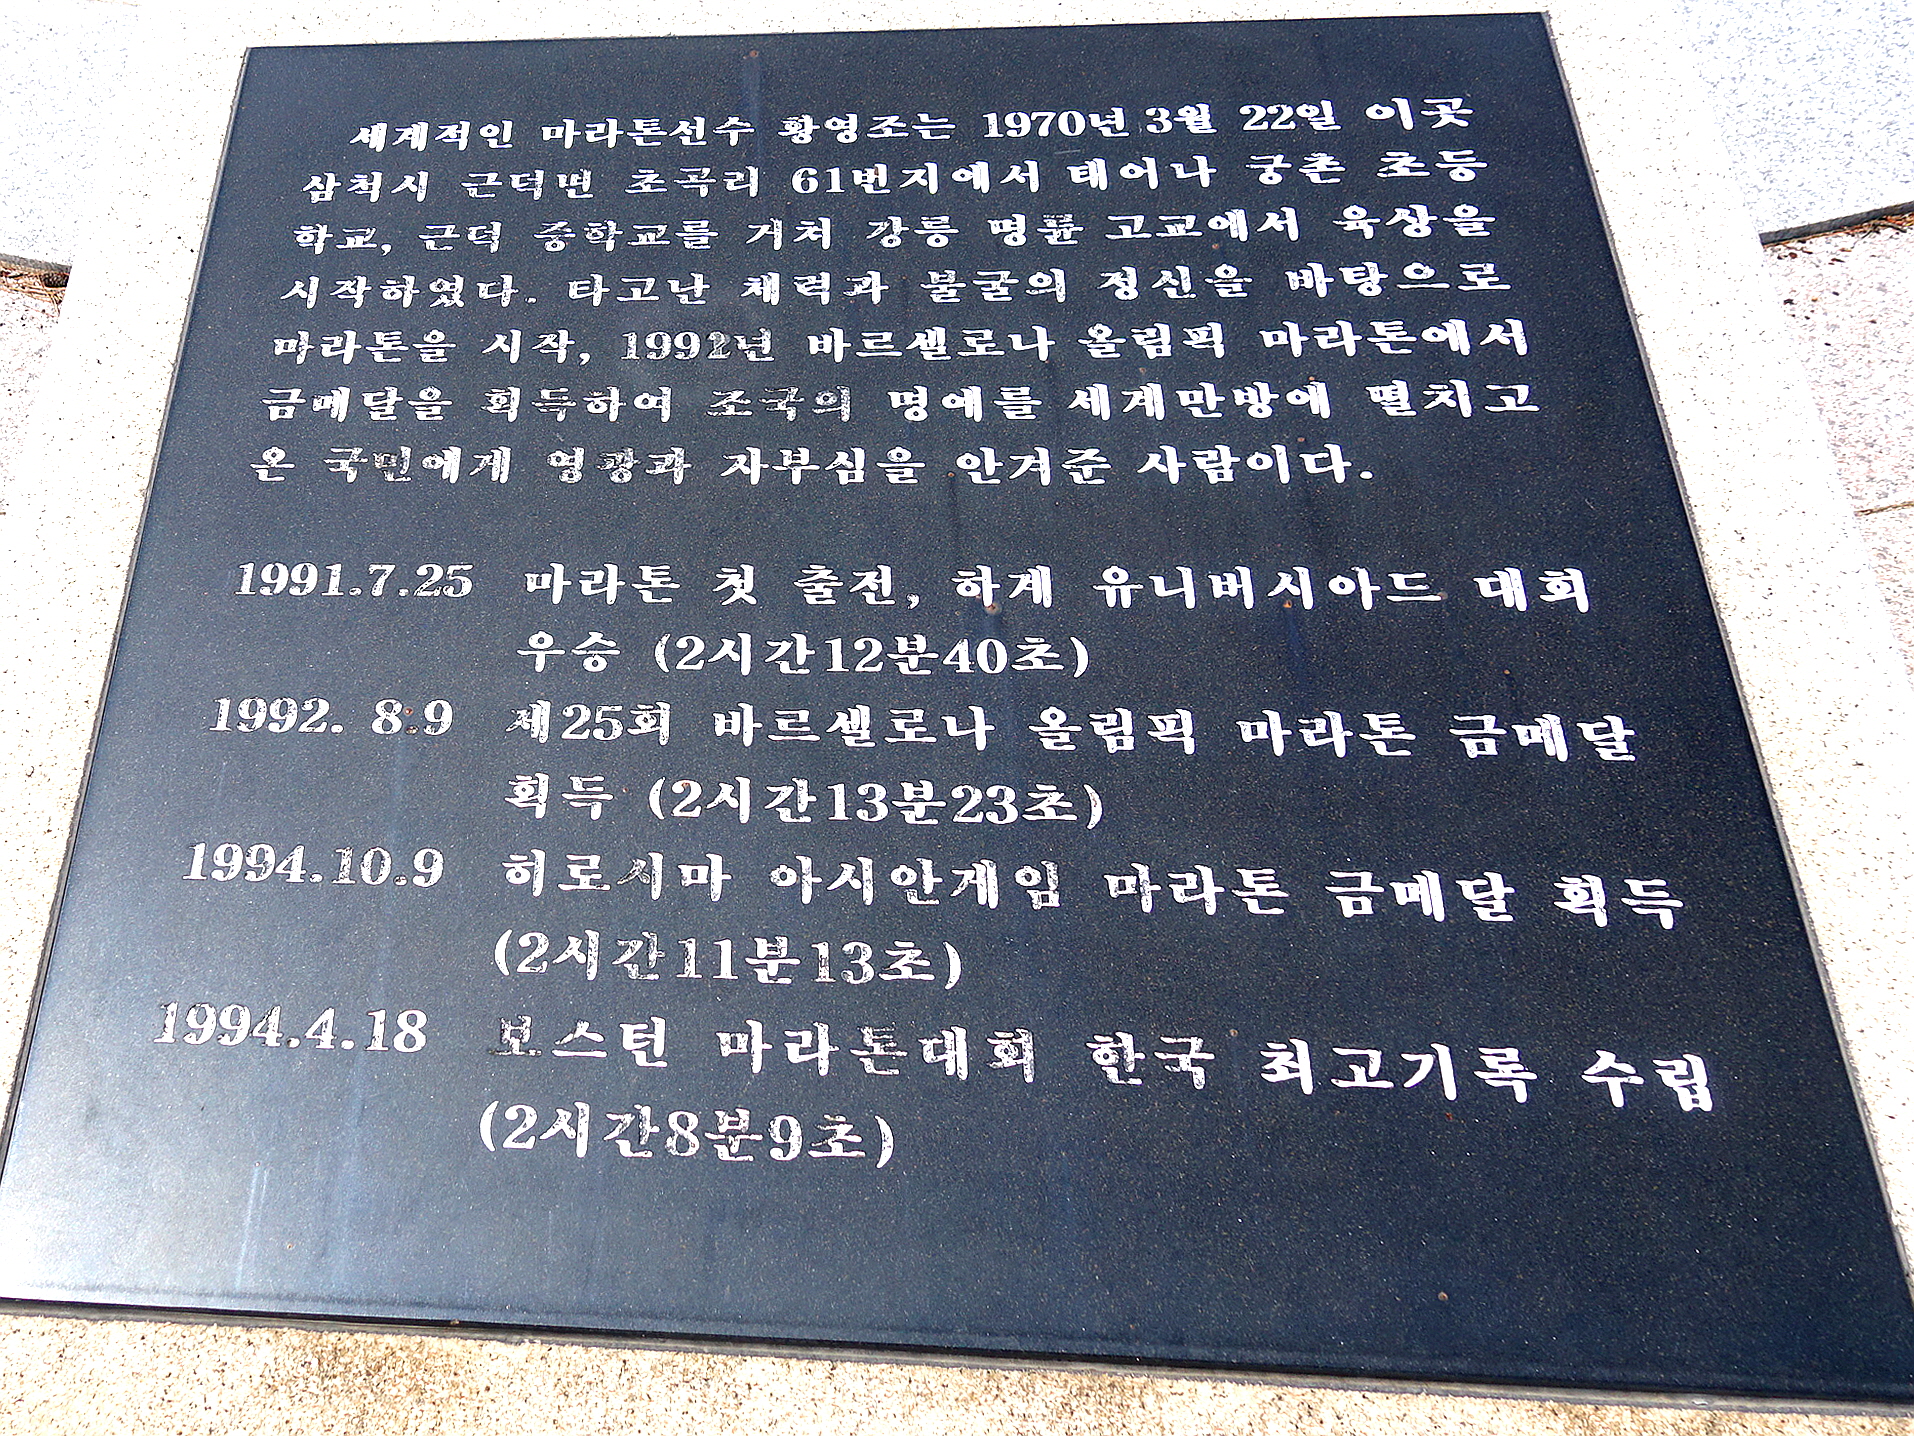 세계적인 마라톤선수 황영조는 1970년 3월 22일 이곳
삼척시 근덕면 초곡리 61번지에서 태어나 궁촌 초등
학교, 근덕 중학교를 거쳐 강릉 명륜 고교에서 육상을
시작하였다. 타고난 체력과 불굴의 정신을 바탕으로
마라톤을 시작, 1992년 바르셀로나 올림픽 마라톤에서
금메달을 획득하여 조국의 명예를 세계만방에 떨치고
온 국민에게 영광과 자부심을 안겨준 사람이다.
1991.7.25 마라톤 첫 출전, 하계 유니버시아드 대회
우승 (2시간12분40초)
1992. 8.9 제25회 바르셀로나 올림픽 마라톤 금메달
획득 (2시간13분23초)
1994.10.9 히로시마 아시안게임 마라톤 금메달 획득
(2시간11분13초)
1994.4.18 보스턴 마라톤대회 한국 최고기록 수립
(2시간8분9초)